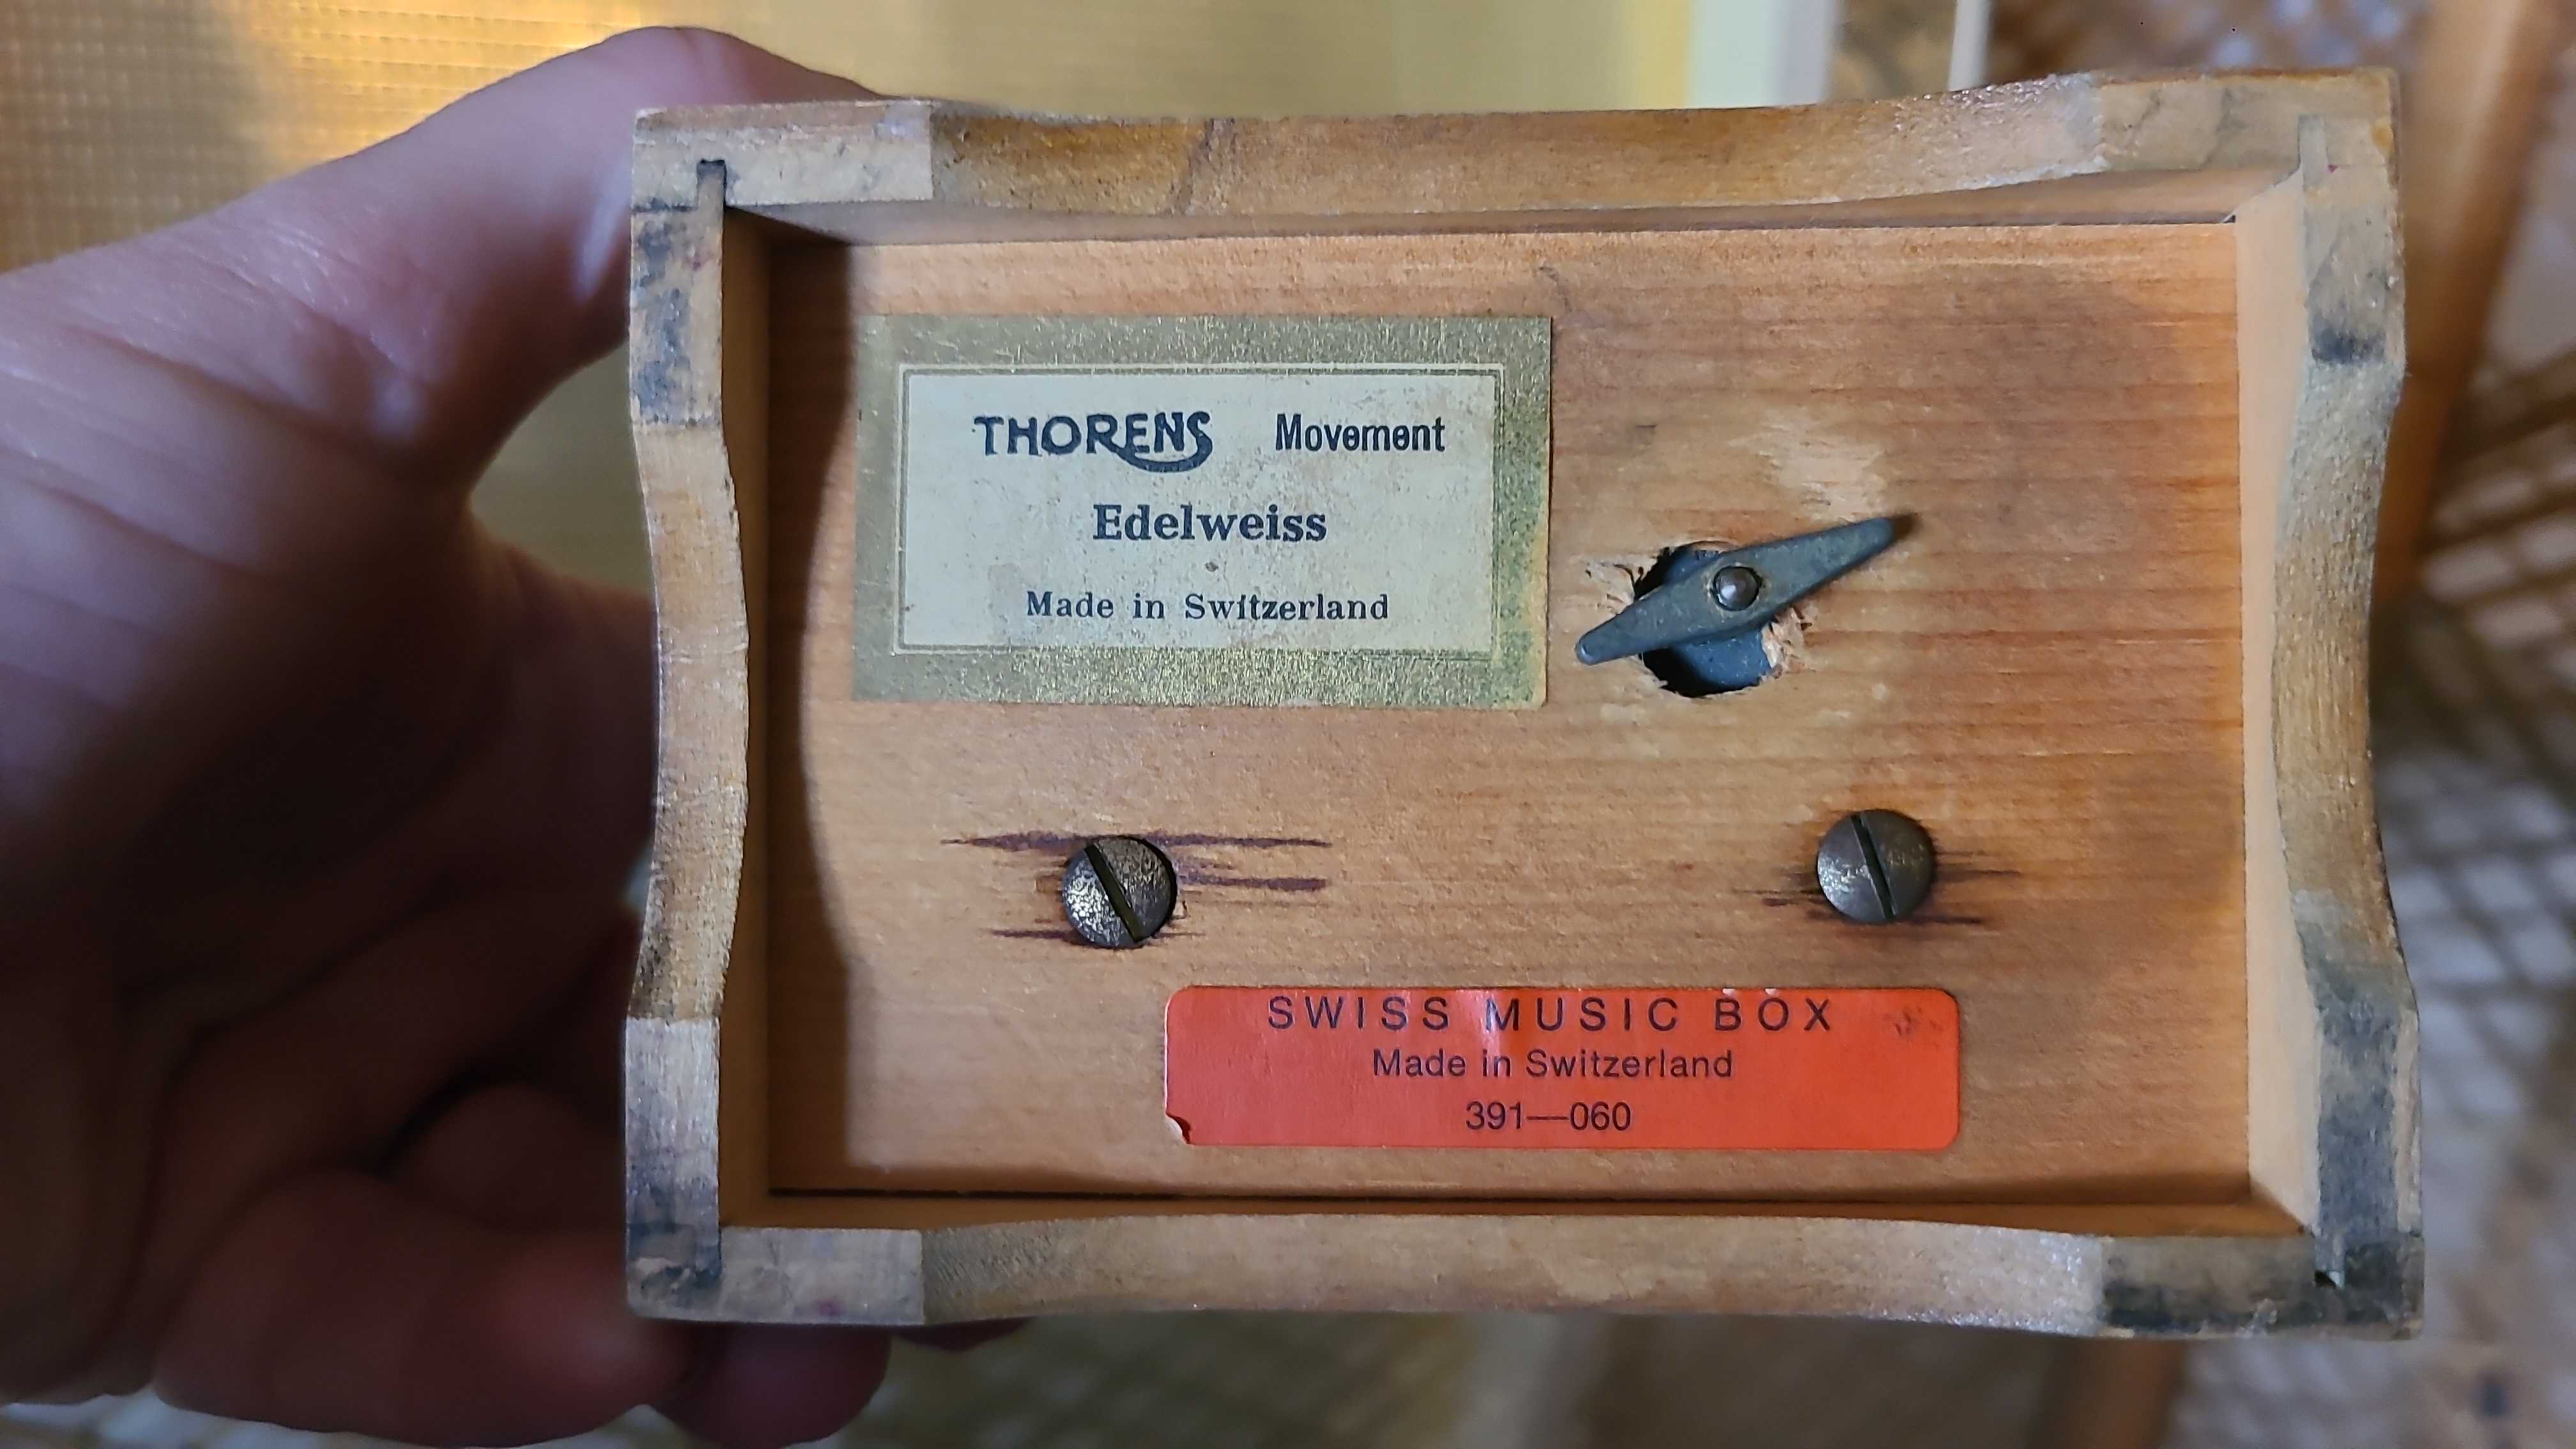 THORENS Movement
Edelweiss
Made in Switzerland
SWISS MUSIC BOX
Made in Switzerland
391—060